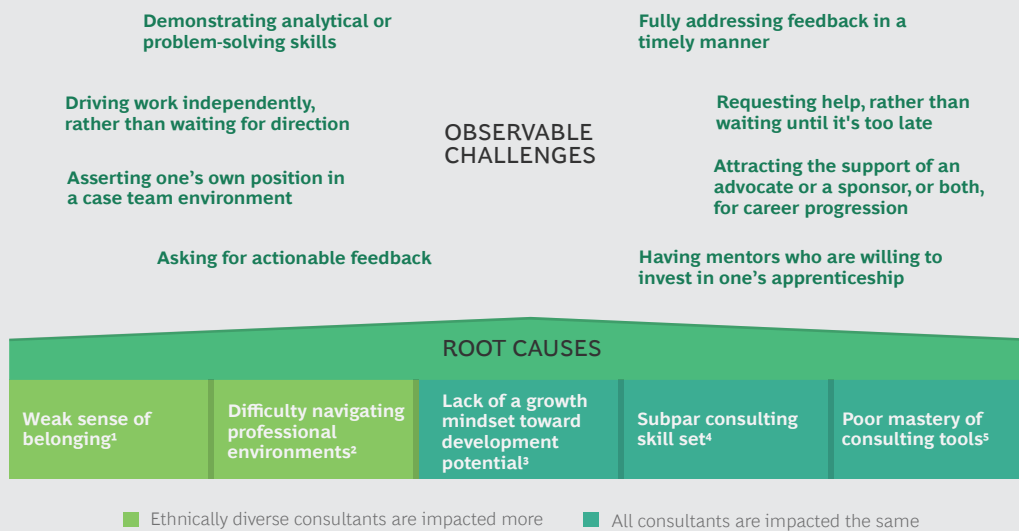 Demonstrating analytical or
problem-solving skills
Fully addressing feedback in a
timely manner
Driving work independently,
rather than waiting for direction
OBSERVABLE
CHALLENGES
Requesting help, rather than
waiting until it's too late
Asserting one’s own position in
a case team environment
Attracting the support of an
advocate or a sponsor, or both,
for career progression
Asking for actionable feedback
Having mentors who are willing to
invest in one’s apprenticeship
ROOT CAUSES
Weak sense of
belonging¹
Difficulty navigating
professional
environments²
Lack of a growth
mindset toward
development
potential³
Subpar consulting
skill set⁴
Poor mastery of
consulting tools⁵
Ethnically diverse consultants are impacted more
All consultants are impacted the same